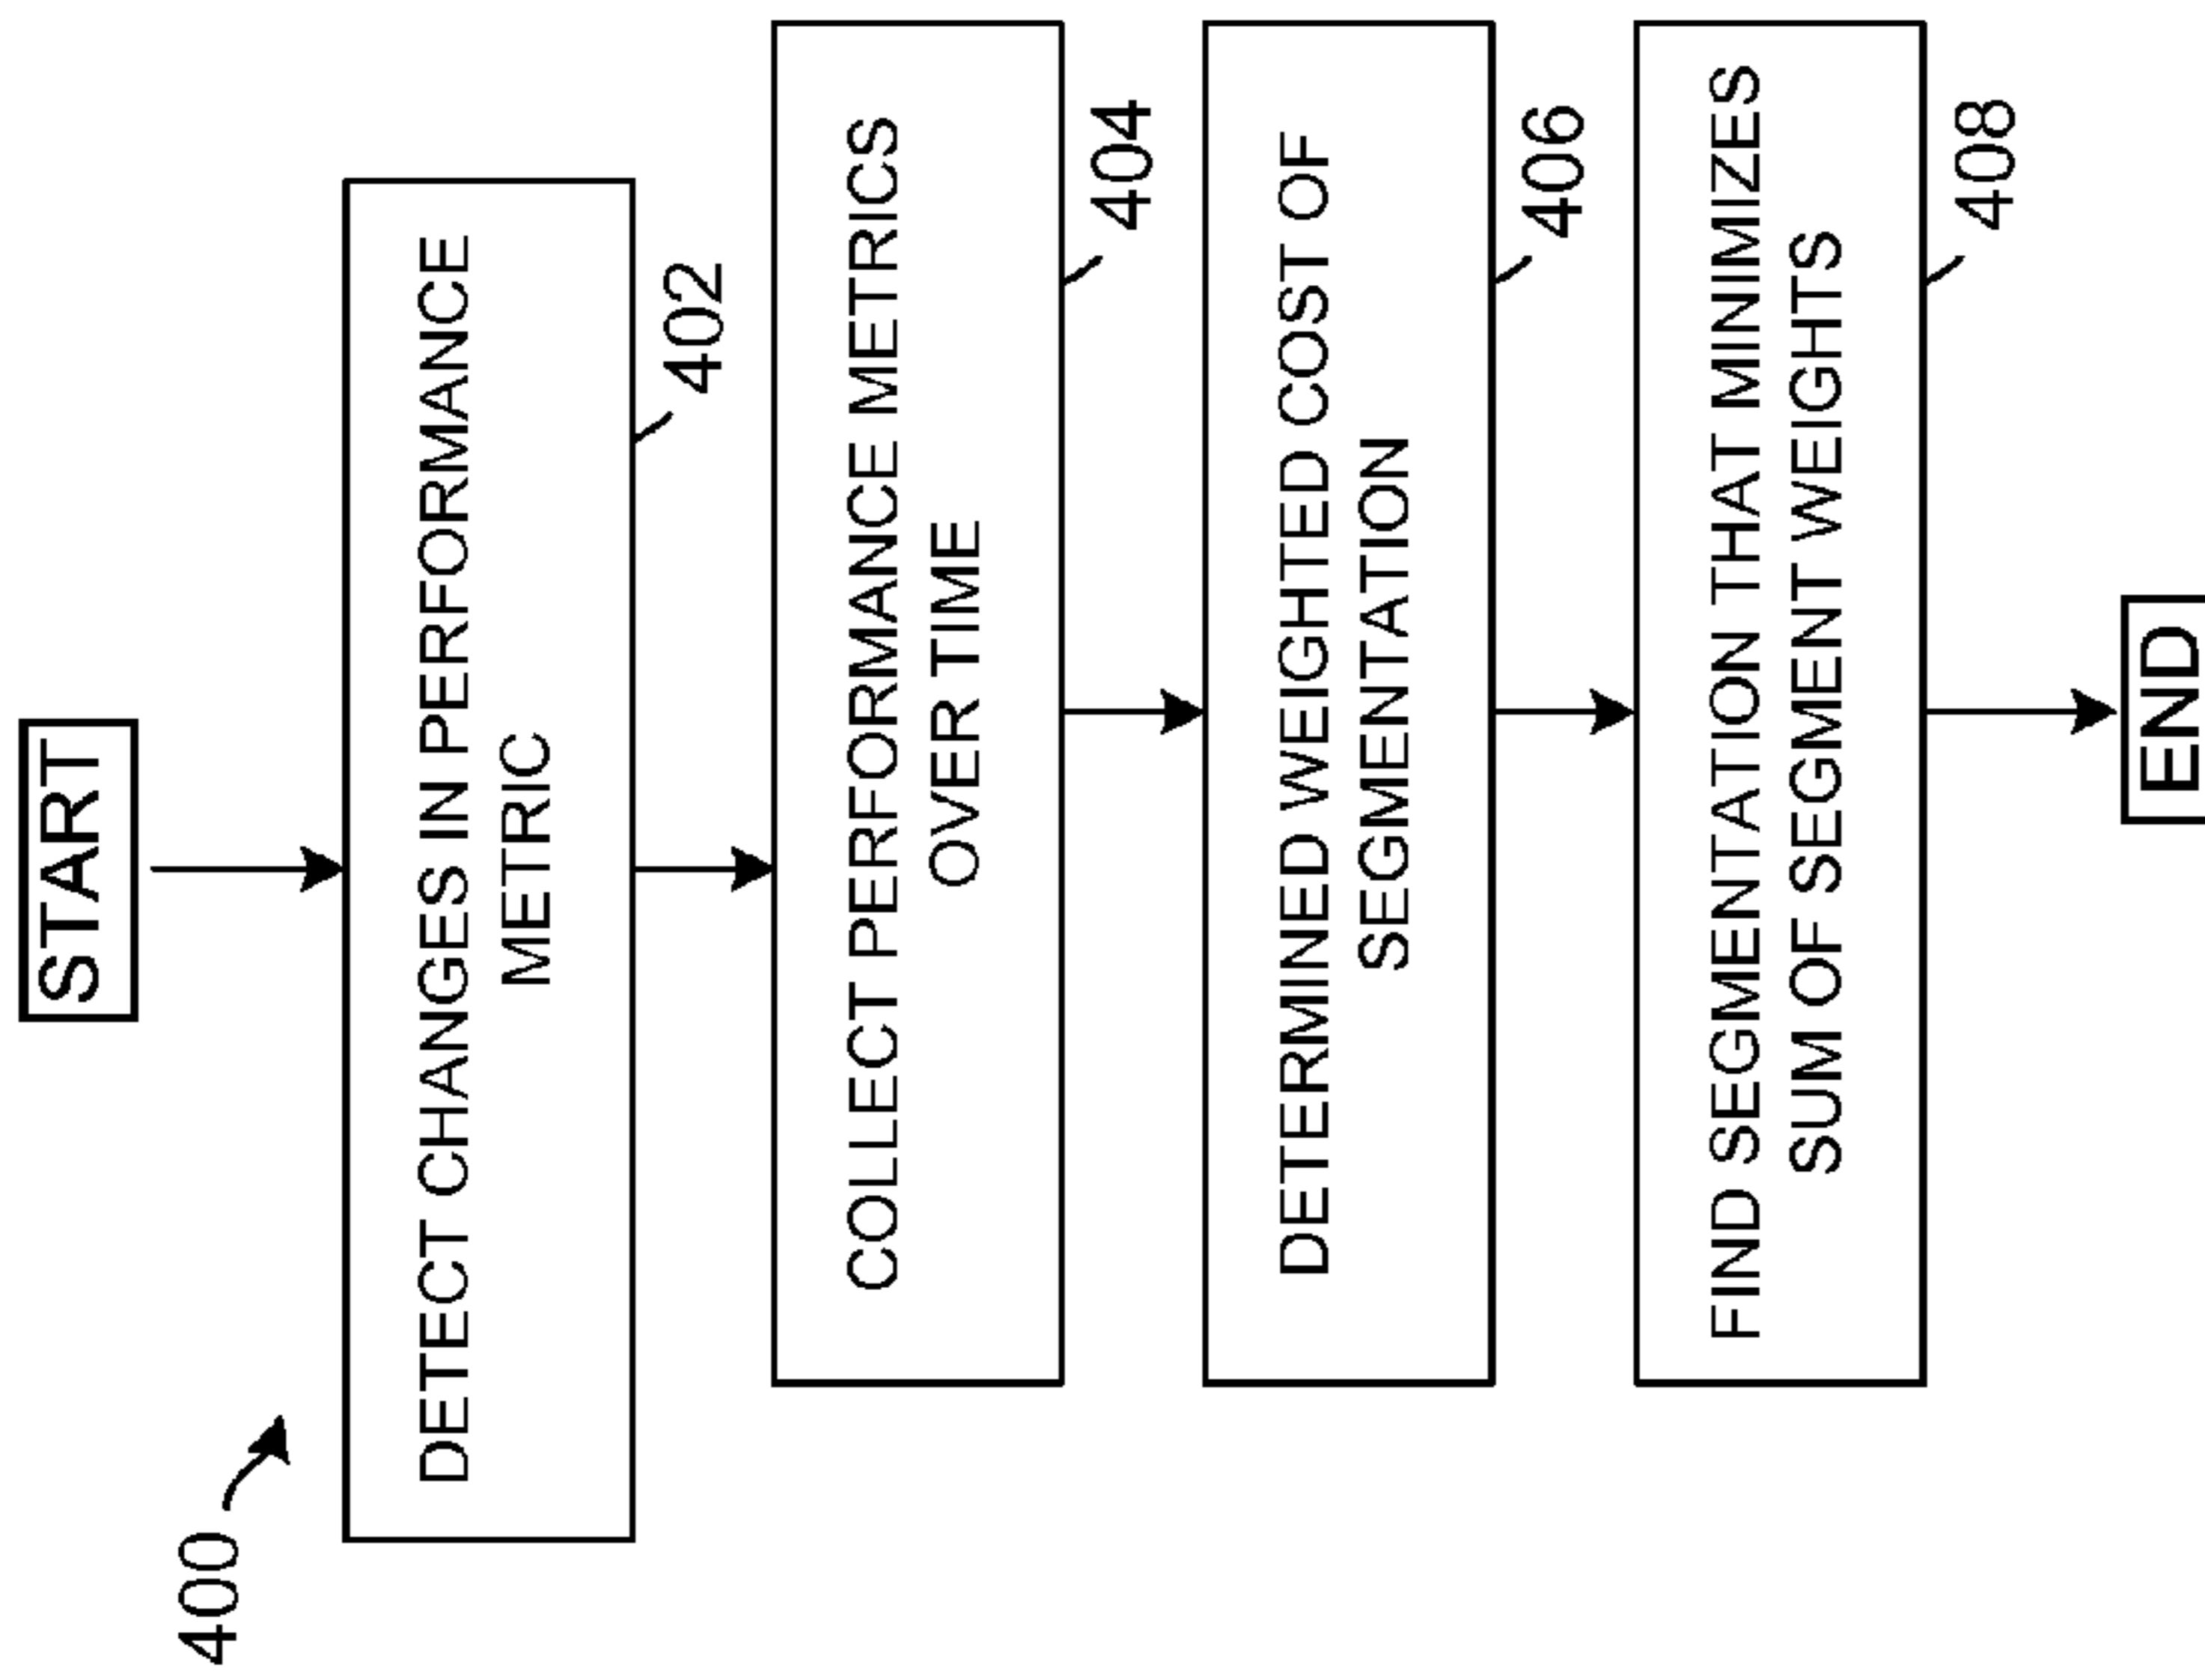 400
START
DETECT CHANGES IN PERFORMANCE
METRIC
402
COLLECT PERFORMANCE METRICS
OVER TIME
404
DETERMINED WEIGHTED COST OF
SEGMENTATION
406
FIND SEGMENTATION THAT MINIMIZES
SUM OF SEGMENT WEIGHTS
408
END